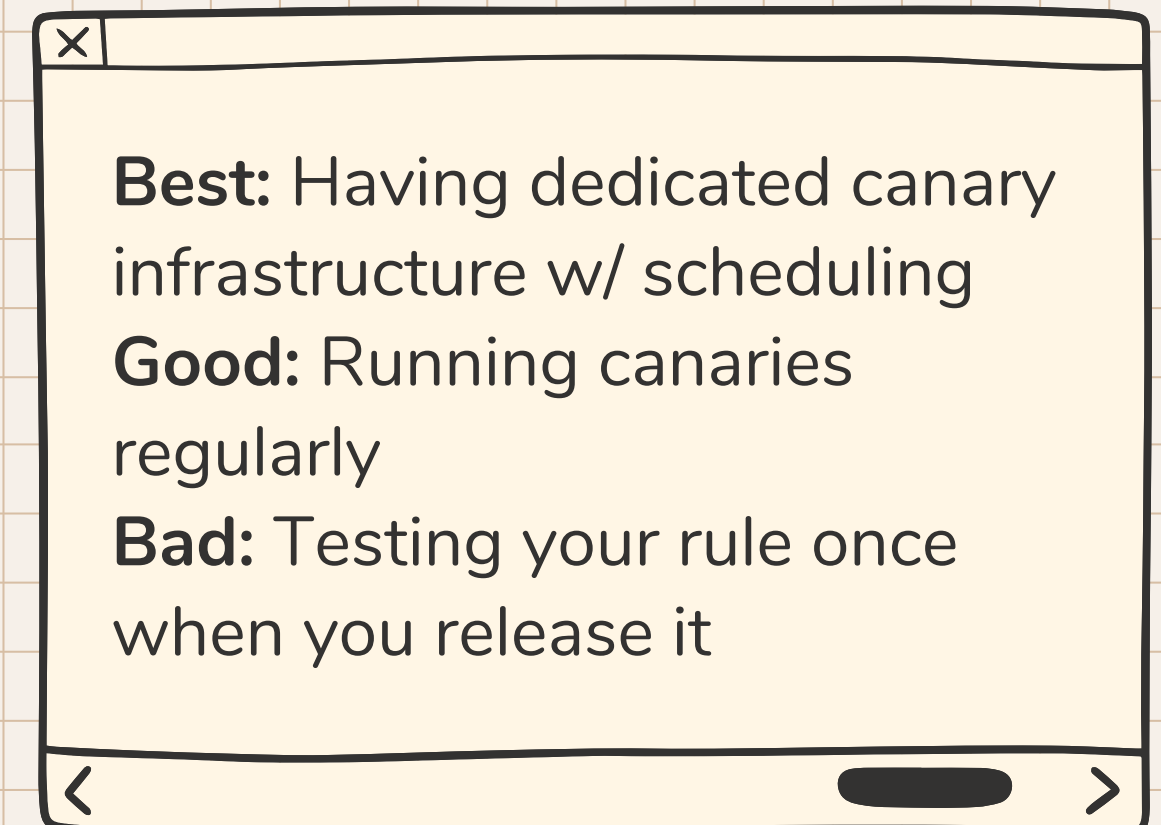 Best: Having dedicated canary
infrastructure w/ scheduling
Good: Running canaries
regularly
Bad: Testing your rule once
when you release it